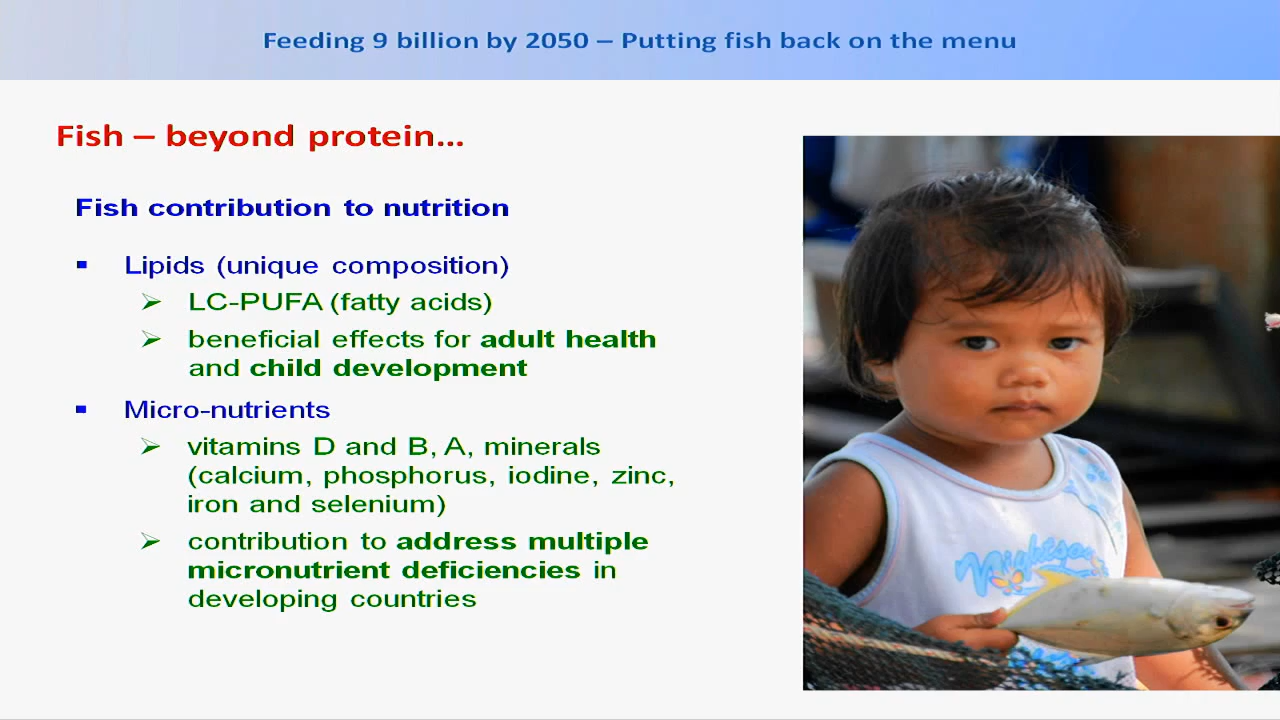 Feeding 9 billion by 2050 – Putting fish back on the menu
Fish – beyond protein...
Fish contribution to nutrition
▪ Lipids (unique composition)
➢ LC-PUFA (fatty acids)
➢ beneficial effects for adult health
and child development
▪ Micro-nutrients
➢ vitamins D and B, A, minerals
(calcium, phosphorus, iodine, zinc,
iron and selenium)
➢ contribution to address multiple
micronutrient deficiencies in
developing countries